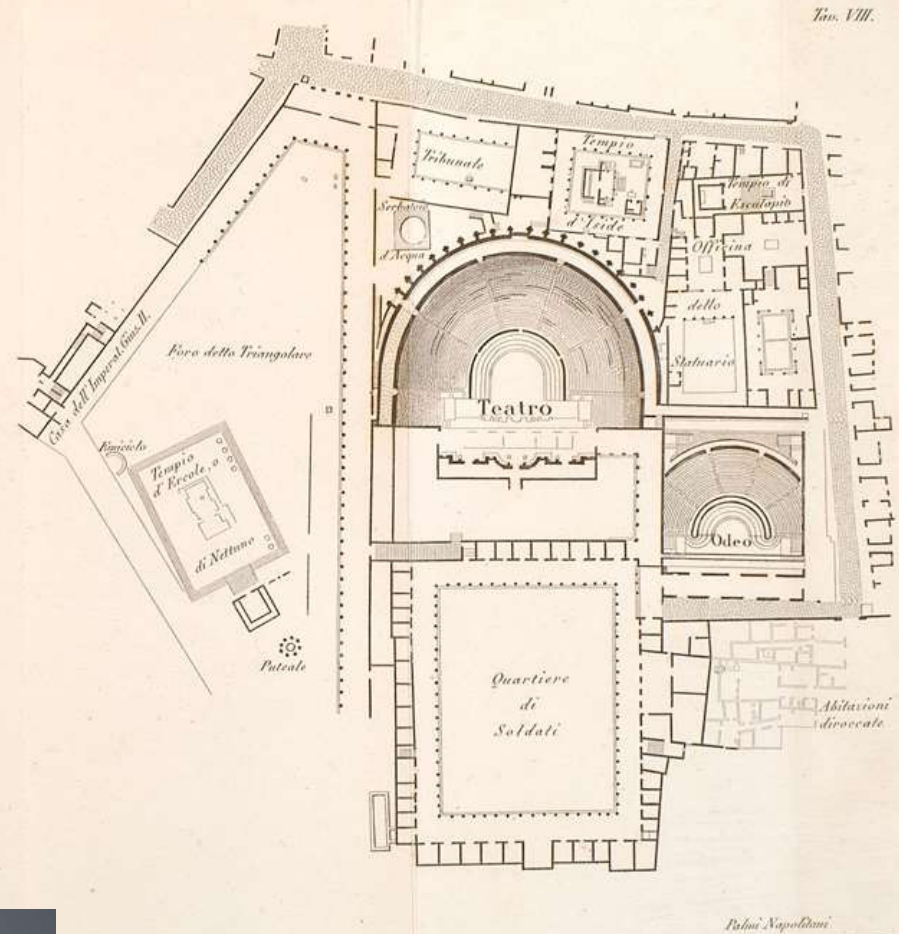 Tav. VIII.
Tribunale
Tempio
d'Iside
Tempio di
Esculapio
Serbatoio
d'Acqua
Officina
dello
Statuario
Foro detto Triangolare
Casa dell'Imperat. Gius. II.
Teatro
Emiciclo
Tempio
d'Ercole, o
di Nettuno
Odeo
Puteale
Quartiere
di
Soldati
Abitazioni
diroccate
Palmi Napolitani